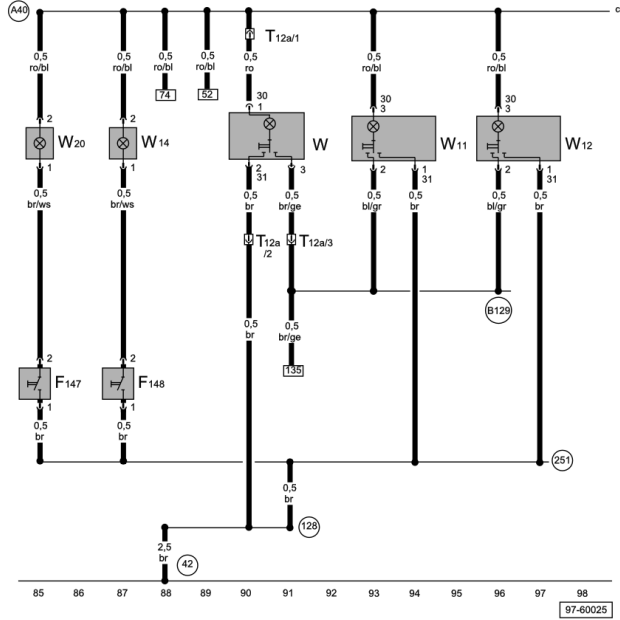 A40
c
T12a/1
0,5 ro/bl
0,5 ro/bl
0,5 ro/bl
0,5 ro/bl
0,5 ro
0,5 ro/bl
0,5 ro/bl
74
52
30
1
30
3
30
3
2
2
W20
W14
W
W11
W12
1
1
2
31
3
2
1
31
2
1
31
0,5 br/ws
0,5 br/ws
0,5 br
0,5 br/ge
0,5 bl/gr
0,5 br
0,5 bl/gr
0,5 br
T12a /2
T12a/3
B129
0,5 br
0,5 br/ge
135
2
2
F147
F148
1
1
0,5 br
0,5 br
251
0,5 br
128
2,5 br
42
85 86 87 88 89 90 91 92 93 94 95 96 97 98
97-60025